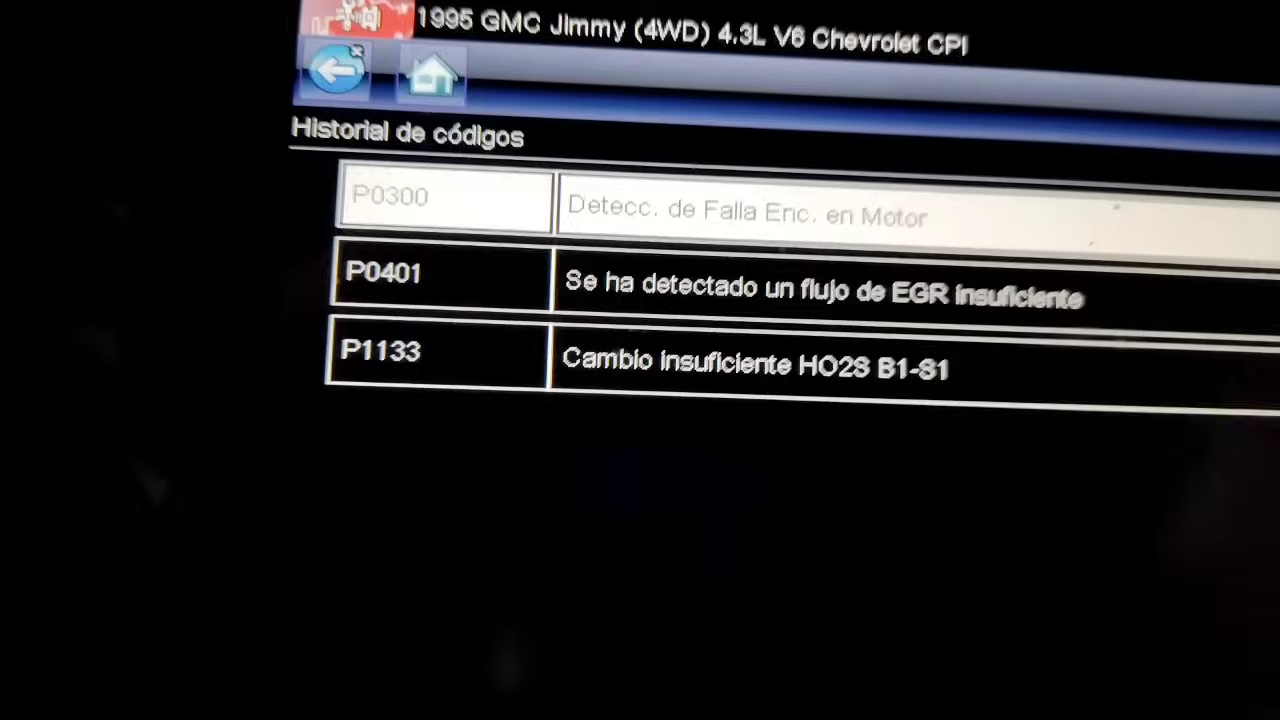 1995 GMC Jimmy (4WD) 4.3L V6 Chevrolet CPI
Historial de códigos
P0300 Detecc. de Falla Enc. en Motor
P0401 Se ha detectado un flujo de EGR insuficiente
P1133 Cambio insuficiente HO2S B1-S1